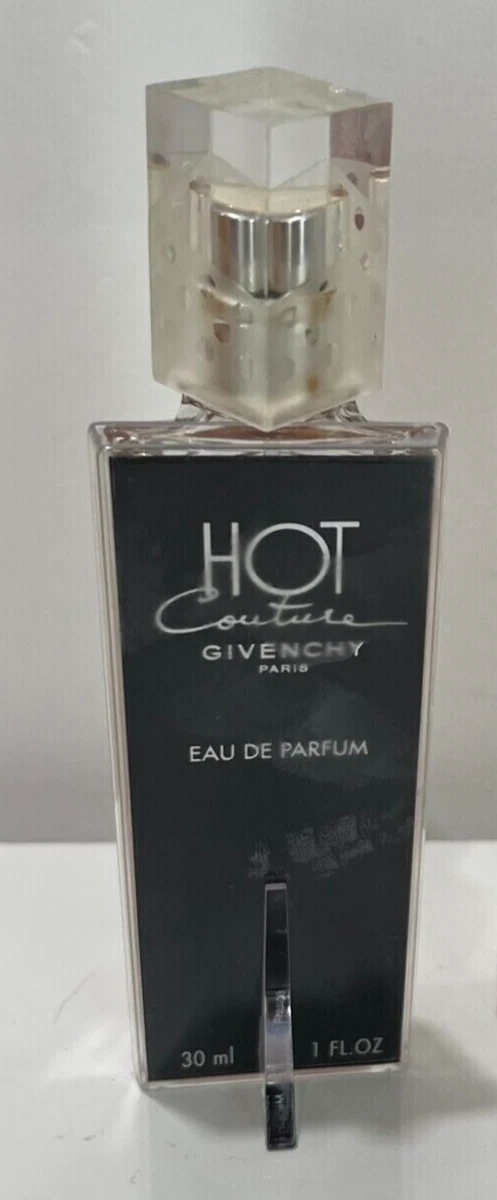 HOT
Couture
GIVENCHY
PARIS
EAU DE PARFUM
30 ml 1 FL.OZ